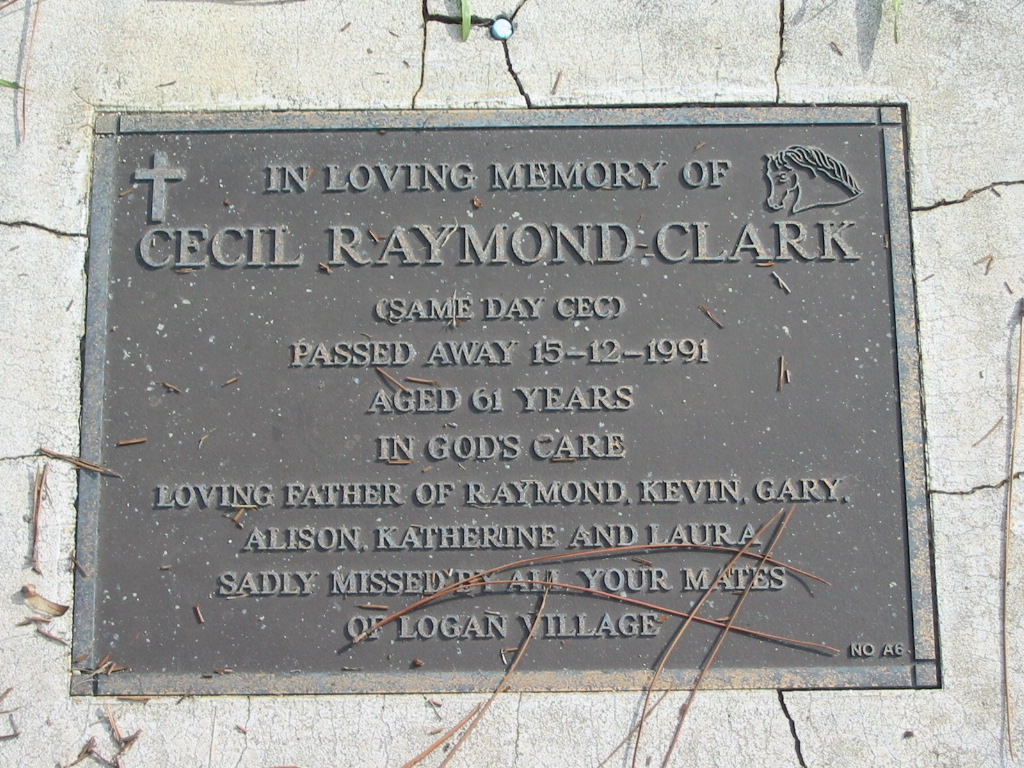 IN LOVING MEMORY OF
CECIL RAYMOND CLARK
(SAME DAY CEC)
PASSED AWAY 15-12-1991
AGED 61 YEARS
IN GOD'S CARE
LOVING FATHER OF RAYMOND, KEVIN, GARY,
ALISON, KATHERINE AND LAURA
SADLY MISSED BY ALL YOUR MATES
OF LOGAN VILLAGE
NO A6